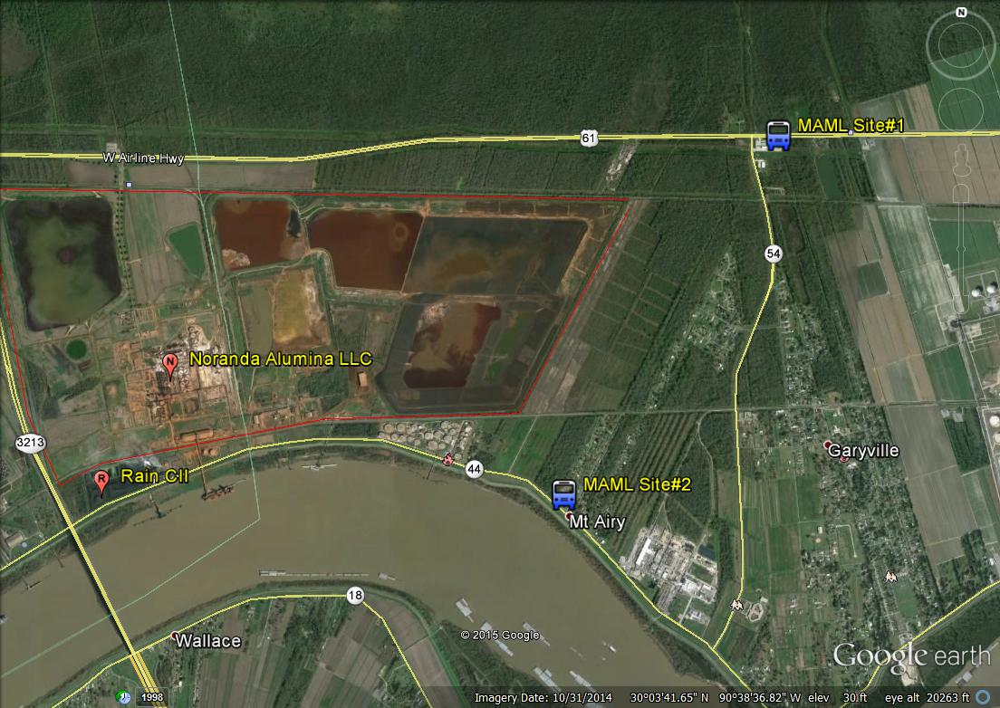 N
MAML Site#1
61
W Airline Hwy
54
N
Noranda Alumina LLC
3213
Garyville
R
Rain CII
44
MAML Site#2
Mt Airy
18
© 2015 Google
Wallace
Google earth
1998
Imagery Date: 10/31/2014 30°03'41.65" N 90°38'36.82" W elev 30 ft eye alt 20263 ft